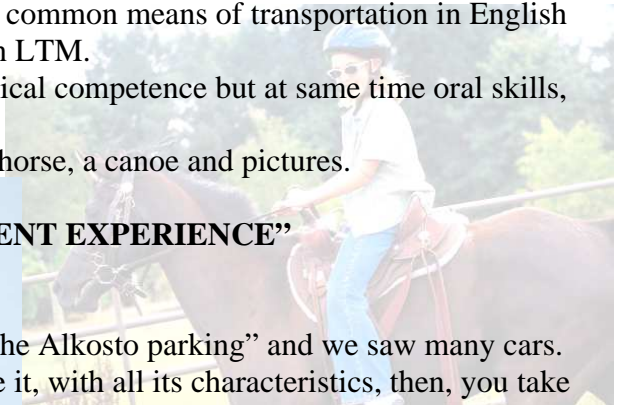 common means of transportation in English
LTM.
ical competence but at same time oral skills,
horse, a canoe and pictures.
ENT EXPERIENCE”
he Alkosto parking” and we saw many cars.
e it, with all its characteristics, then, you take